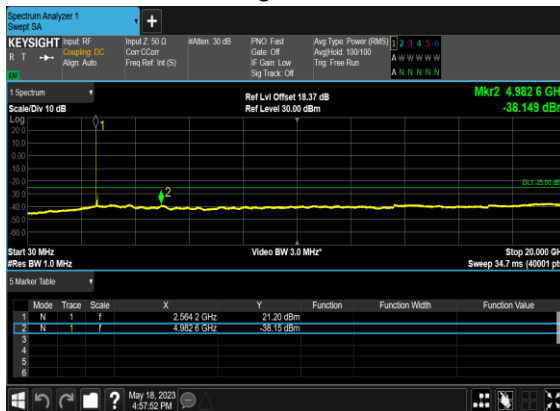 Spectrum Analyzer 1
Swept SA
+
KEYSIGHT Input: RF Input Z: 50 Ω #Atten: 30 dB PNO: Fast Avg Type: Power (RMS) 1 2 3 4 5 6
R T Coupling: DC Corr CCorr Gate: Off Avg|Hold: 100/100 A W W W W W
Align: Auto Freq Ref: Int (S) IF Gain: Low Trig: Free Run
Sig Track: Off A N N N N N
1 Spectrum
Ref Lvl Offset 18.37 dB Mkr2 4.982 6 GH
Scale/Div 10 dB Ref Level 30.00 dBm -38.149 dB
Log
20.0
1
10.0
0.00
-10.0
-20.0
DL1 -25.00 dB
-30.0
2
-40.0
-50.0
-60.0
Start 30 MHz Video BW 3.0 MHz* Stop 20.000 GH
#Res BW 1.0 MHz Sweep 34.7 ms (40001 pt
5 Marker Table
Mode Trace Scale X Y Function Function Width Function Value
1 N 1 f 2.564 2 GHz 21.20 dBm
2 N 1 f 4.982 6 GHz -38.15 dBm
3
4
5
6
? May 18, 2023
4:57:52 PM